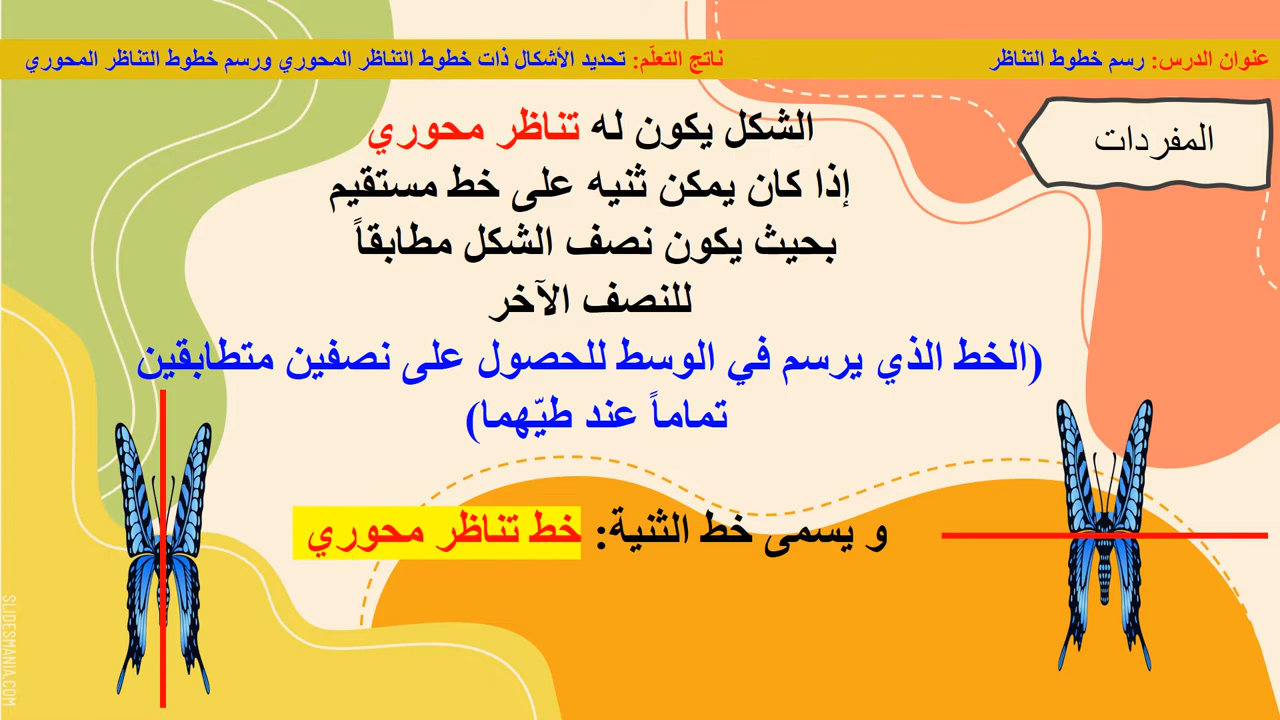 عنوان الدرس: رسم خطوط التناظر
ناتج التعلّم: تحديد الأشكال ذات خطوط التناظر المحوري ورسم خطوط التناظر المحوري
المفردات
الشكل يكون له تناظر محوري
إذا كان يمكن ثنيه على خط مستقيم
بحيث يكون نصف الشكل مطابقاً
للنصف الآخر
(الخط الذي يرسم في الوسط للحصول على نصفين متطابقين
تماماً عند طيّهما)
و يسمى خط الثنية: خط تناظر محوري
SLIDESMANIA.COM